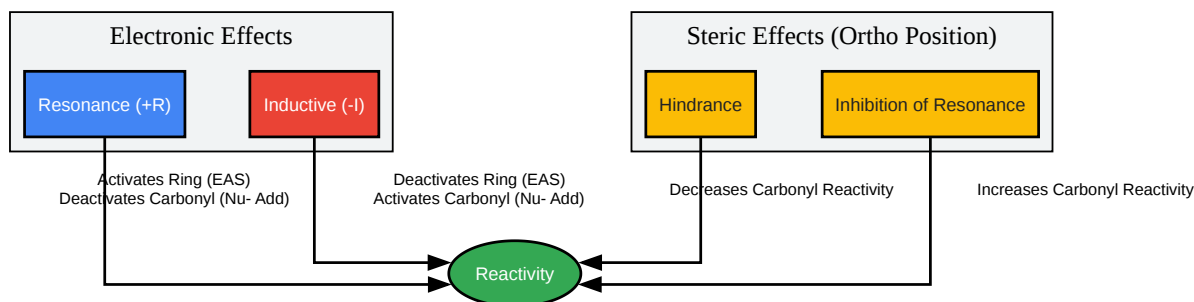 Electronic Effects
Steric Effects (Ortho Position)
Resonance (+R)
Inductive (-I)
Hindrance
Inhibition of Resonance
Activates Ring (EAS)
Deactivates Carbonyl (Nu- Add)
Deactivates Ring (EAS)
Activates Carbonyl (Nu- Add)
Decreases Carbonyl Reactivity
Increases Carbonyl Reactivity
Reactivity